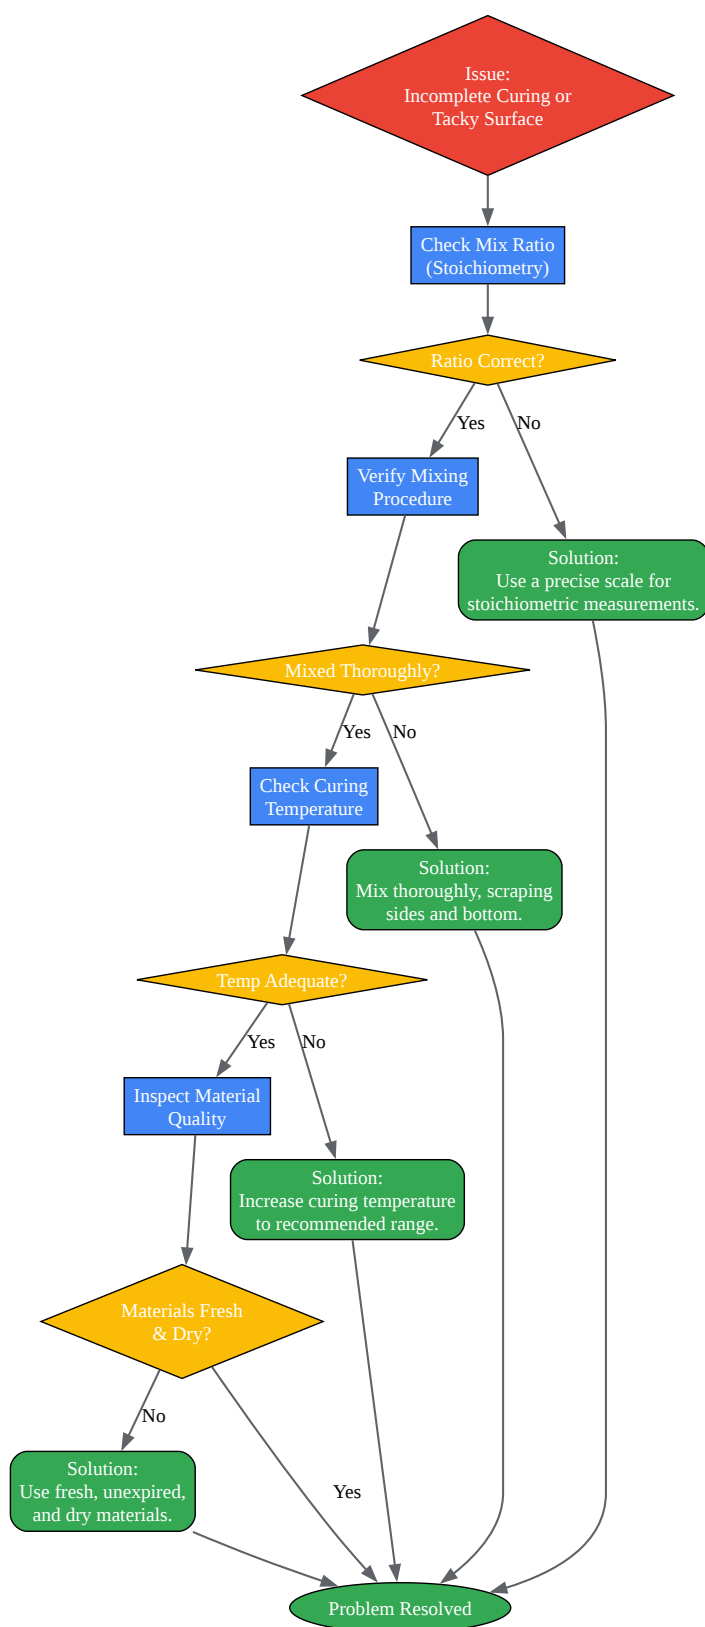 Issue:
Incomplete Curing or
Tacky Surface
Check Mix Ratio
(Stoichiometry)
Ratio Correct?
Yes
No
Verify Mixing
Procedure
Solution:
Use a precise scale for
stoichiometric measurements.
Mixed Thoroughly?
Yes
No
Check Curing
Temperature
Solution:
Mix thoroughly, scraping
sides and bottom.
Temp Adequate?
Yes
No
Inspect Material
Quality
Solution:
Increase curing temperature
to recommended range.
Materials Fresh
& Dry?
No
Yes
Solution:
Use fresh, unexpired,
and dry materials.
Problem Resolved